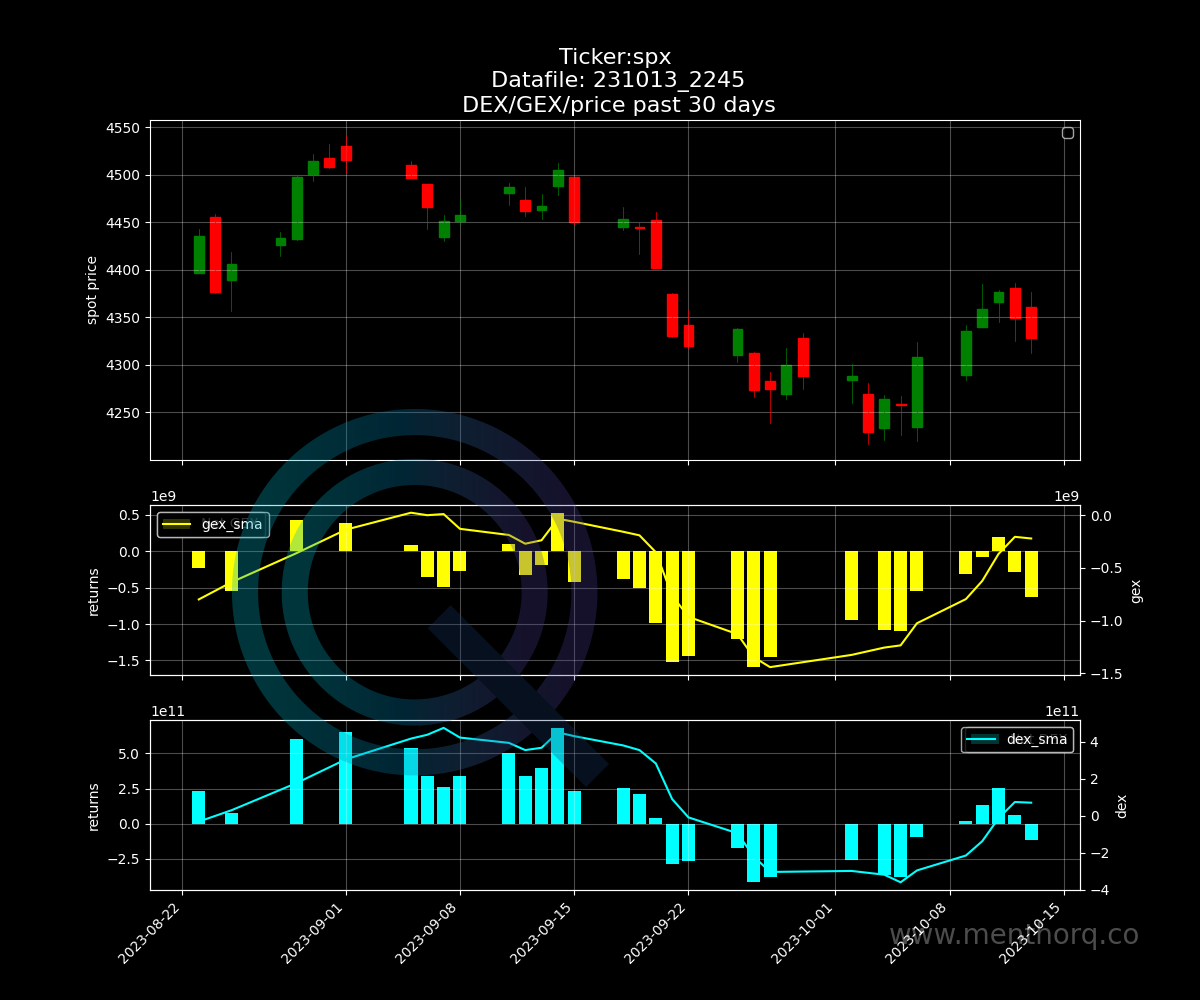 Ticker:spx
Datafile: 231013_2245
DEX/GEX/price past 30 days
4550
4500
4450
4400
4350
4300
4250
spot price
1e9
1e9
gex_sma
0.5
0.0
−0.5
−1.0
−1.5
returns
0.0
−0.5
−1.0
−1.5
gex
1e11
1e11
dex_sma
5.0
2.5
0.0
−2.5
returns
4
2
0
−2
−4
dex
2023-08-22
2023-09-01
2023-09-08
2023-09-15
2023-09-22
2023-10-01
2023-10-08
2023-10-15
www.menthorq.co